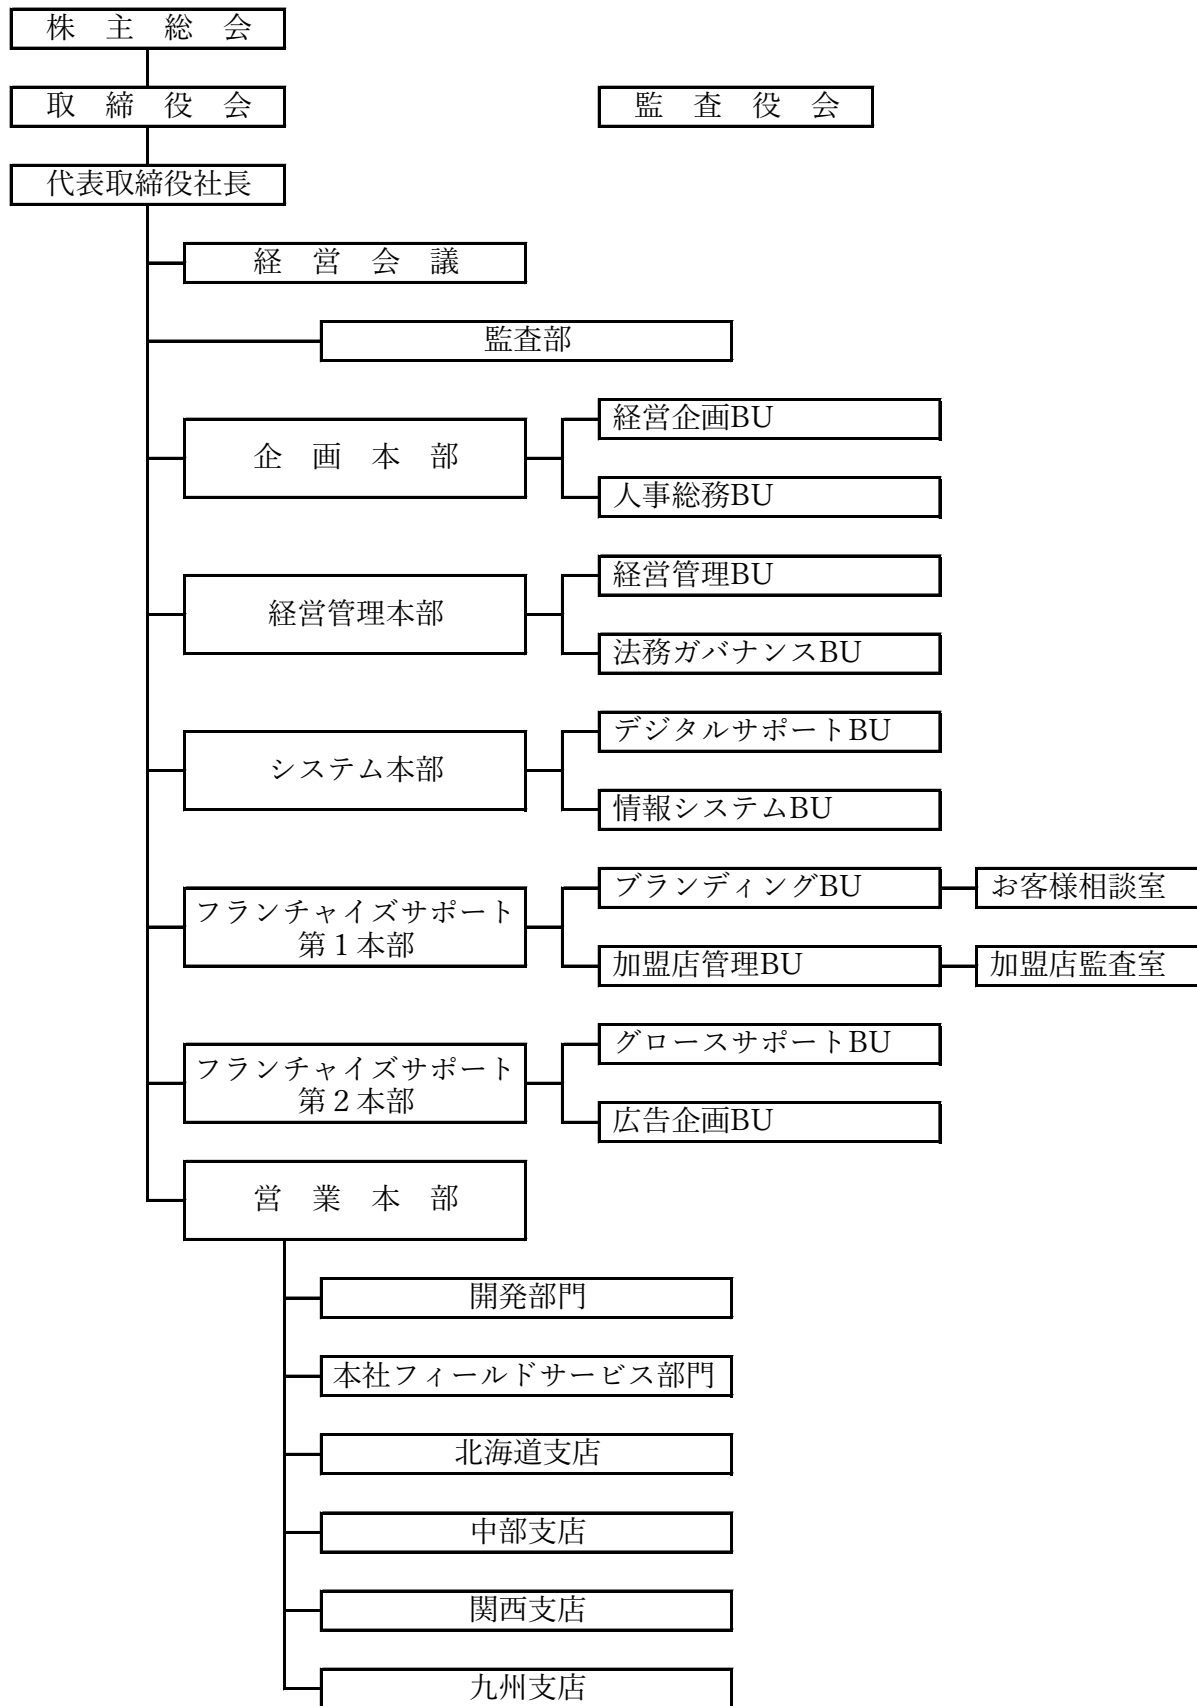 株　主　総　会
取　締　役　会
監　査　役　会
代表取締役社長
経　営　会　議
監査部
企　画　本　部
経営企画BU
人事総務BU
経営管理本部
経営管理BU
法務ガバナンスBU
システム本部
デジタルサポートBU
情報システムBU
フランチャイズサポート
第１本部
ブランディングBU
お客様相談室
加盟店管理BU
加盟店監査室
フランチャイズサポート
第２本部
グロースサポートBU
広告企画BU
営　業　本　部
開発部門
本社フィールドサービス部門
北海道支店
中部支店
関西支店
九州支店